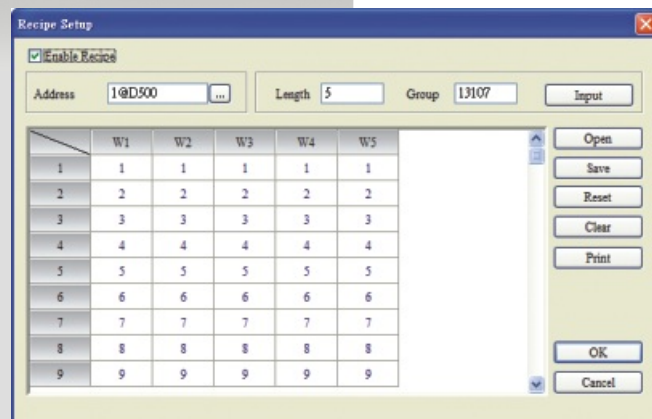 Recipe Setup
Enable Recipe
Address 1@D500 ... Length 5 Group 13107 Input
W1 W2 W3 W4 W5
1 1 1 1 1 1
2 2 2 2 2 2
3 3 3 3 3 3
4 4 4 4 4 4
5 5 5 5 5 5
6 6 6 6 6 6
7 7 7 7 7 7
8 8 8 8 8 8
9 9 9 9 9 9
Open
Save
Reset
Clear
Print
OK
Cancel